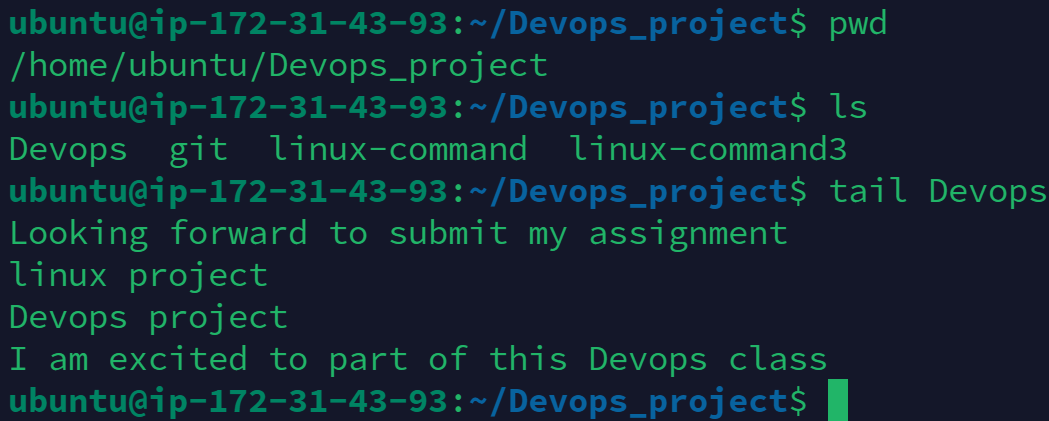 ubuntu@ip-172-31-43-93:~/Devops_project$ pwd
/home/ubuntu/Devops_project
ubuntu@ip-172-31-43-93:~/Devops_project$ ls
Devops  git  linux-command  linux-command3
ubuntu@ip-172-31-43-93:~/Devops_project$ tail Devops
Looking forward to submit my assignment
linux project
Devops project
I am excited to part of this Devops class
ubuntu@ip-172-31-43-93:~/Devops_project$